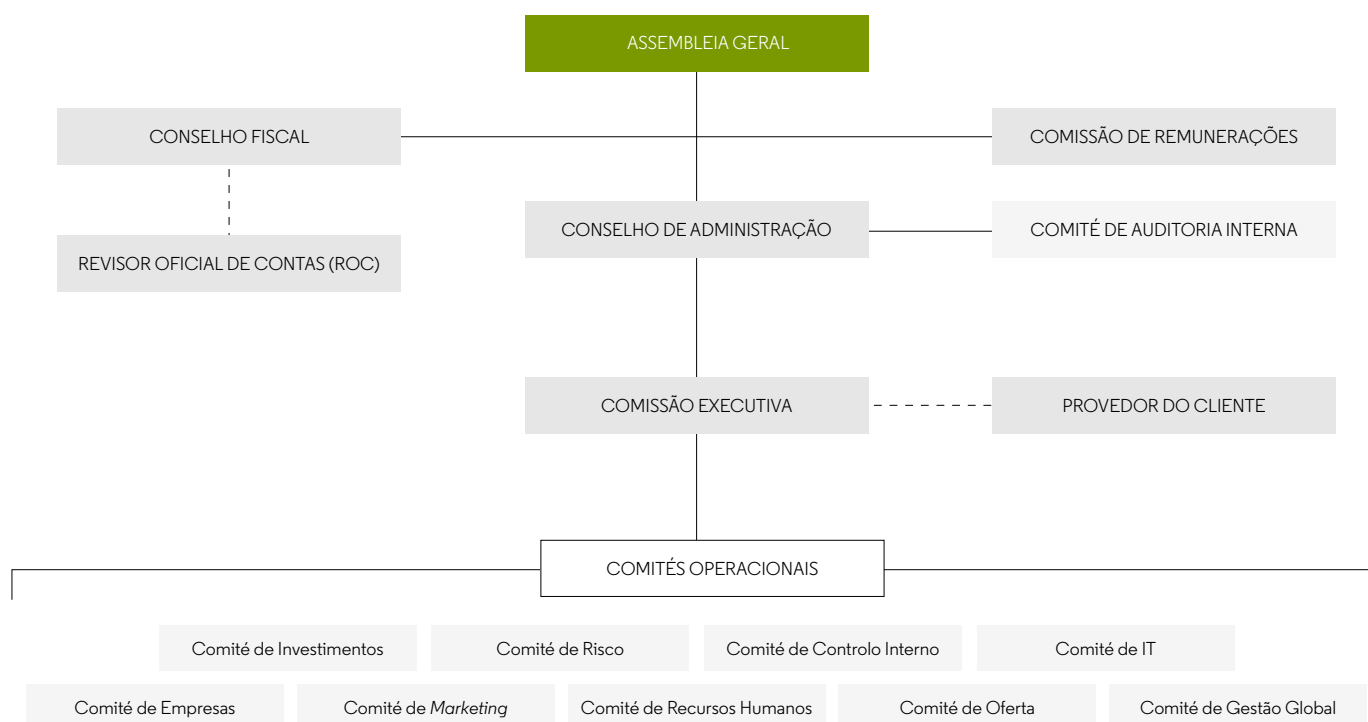 ASSEMBLEIA GERAL
CONSELHO FISCAL
COMISSÃO DE REMUNERAÇÕES
CONSELHO DE ADMINISTRAÇÃO
COMITÉ DE AUDITORIA INTERNA
REVISOR OFICIAL DE CONTAS (ROC)
COMISSÃO EXECUTIVA
PROVEDOR DO CLIENTE
COMITÉS OPERACIONAIS
Comité de Investimentos
Comité de Risco
Comité de Controlo Interno
Comité de IT
Comité de Empresas
Comité de Marketing
Comité de Recursos Humanos
Comité de Oferta
Comité de Gestão Global